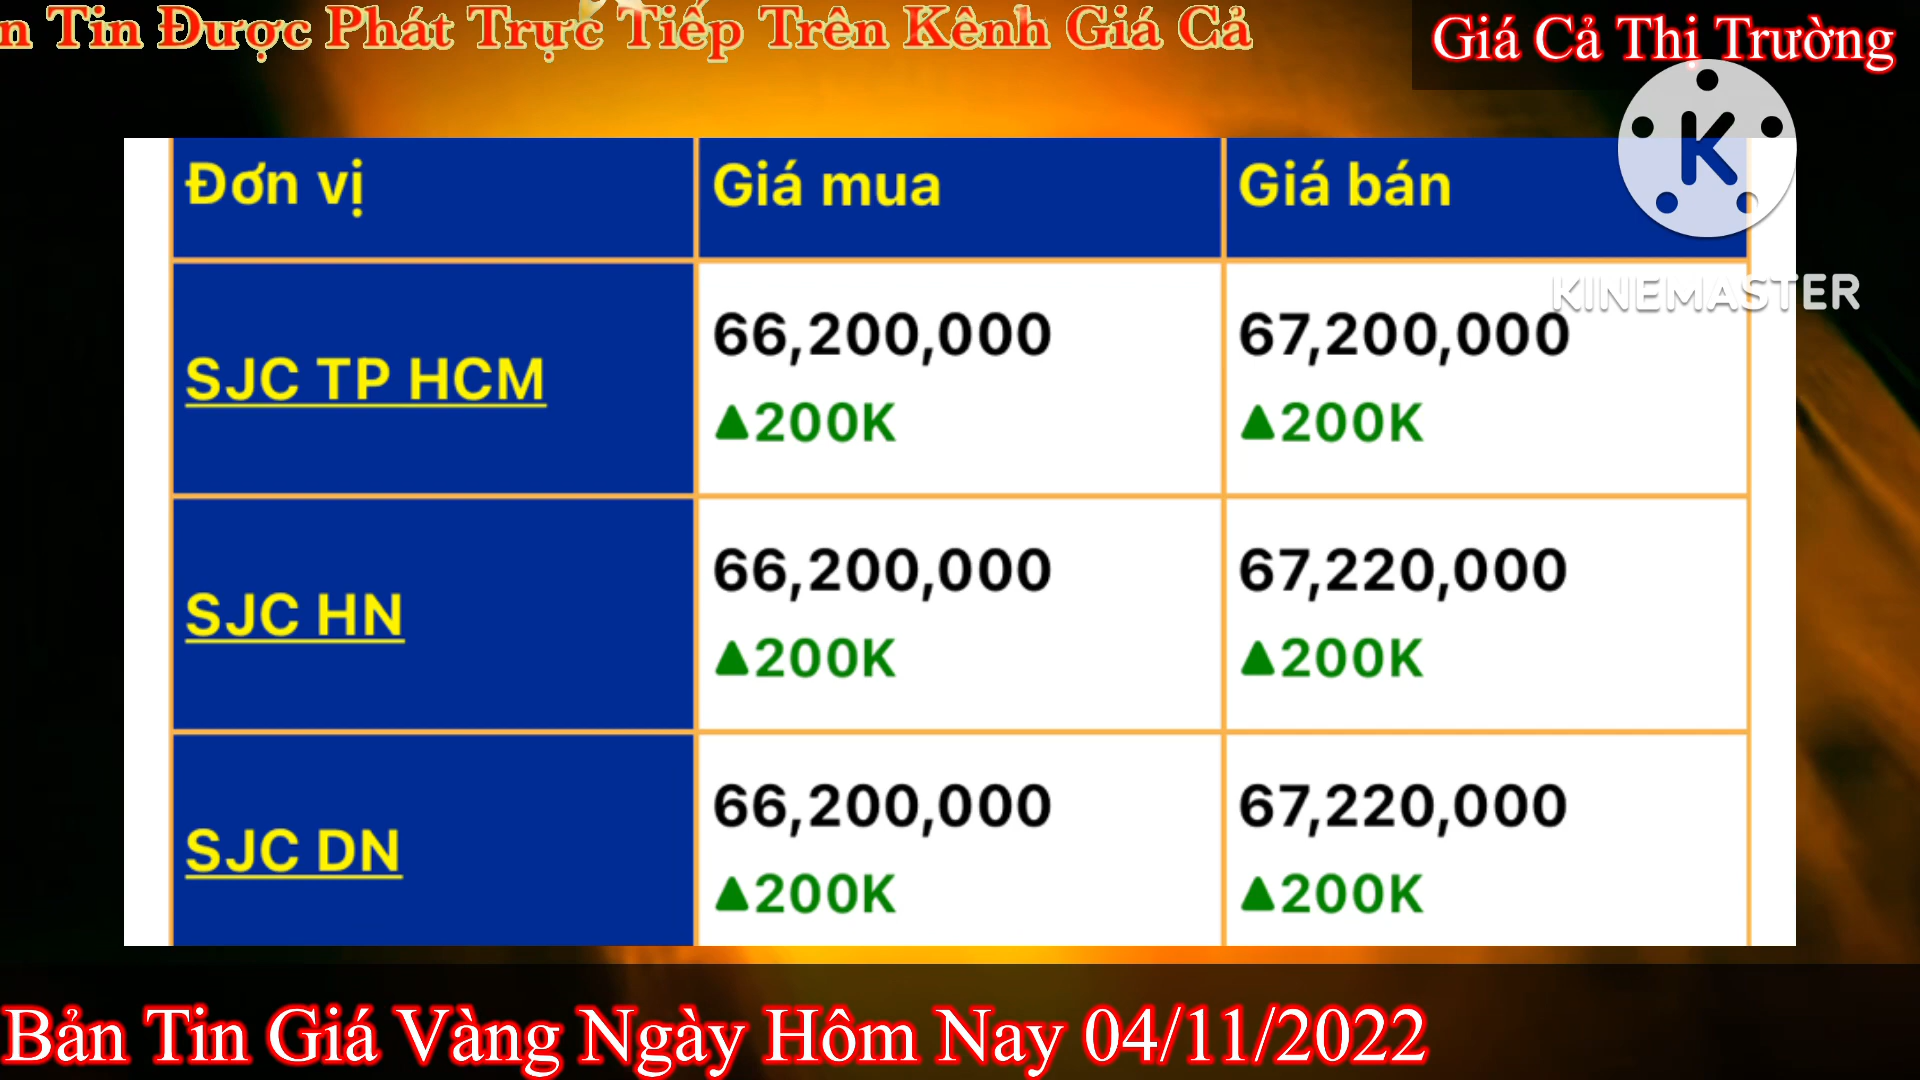 n Tin Được Phát Trực Tiếp Trên Kênh Giá Cả
Giá Cả Thị Trường
K
KINEMASTER
Đơn vị Giá mua Giá bán
SJC TP HCM 66,200,000 67,200,000
▲200K ▲200K
SJC HN 66,200,000 67,220,000
▲200K ▲200K
SJC DN 66,200,000 67,220,000
▲200K ▲200K
Bản Tin Giá Vàng Ngày Hôm Nay 04/11/2022